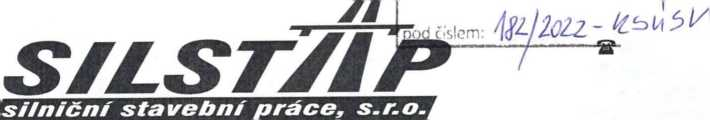 pod číslem: 182/2022 - KSÚSV
SILSTAP
silniční stavební práce, s.r.o.